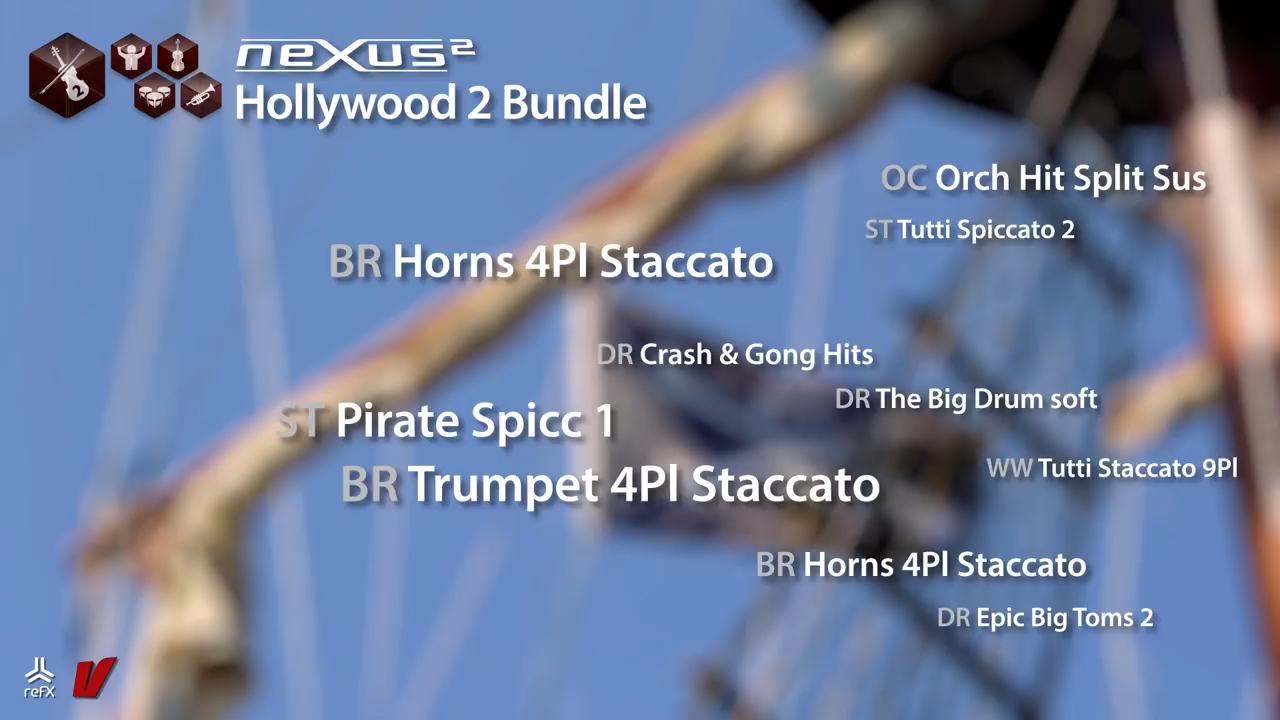 neXus²
Hollywood 2 Bundle
2
OC Orch Hit Split Sus
ST Tutti Spiccato 2
BR Horns 4Pl Staccato
DR Crash & Gong Hits
DR The Big Drum soft
ST Pirate Spicc 1
WW Tutti Staccato 9Pl
BR Trumpet 4Pl Staccato
BR Horns 4Pl Staccato
DR Epic Big Toms 2
reFX
V